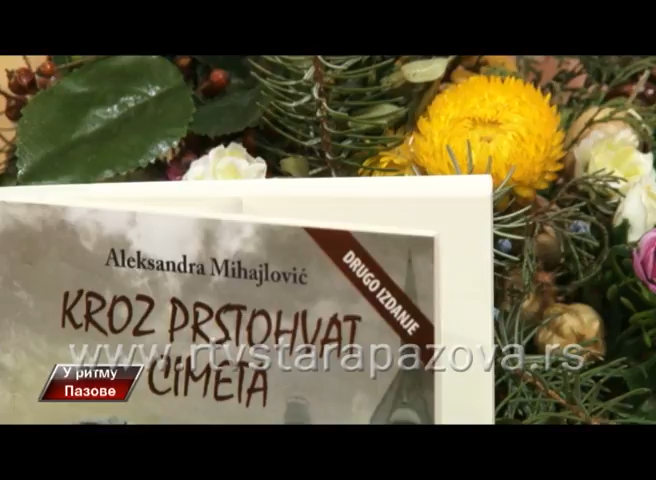 Aleksandra Mihajlović
DRUGO IZDANJE
KROZ PRSTOHVAT
CIMETA
www.rtvstarapazova.rs
У ритму
Пазове